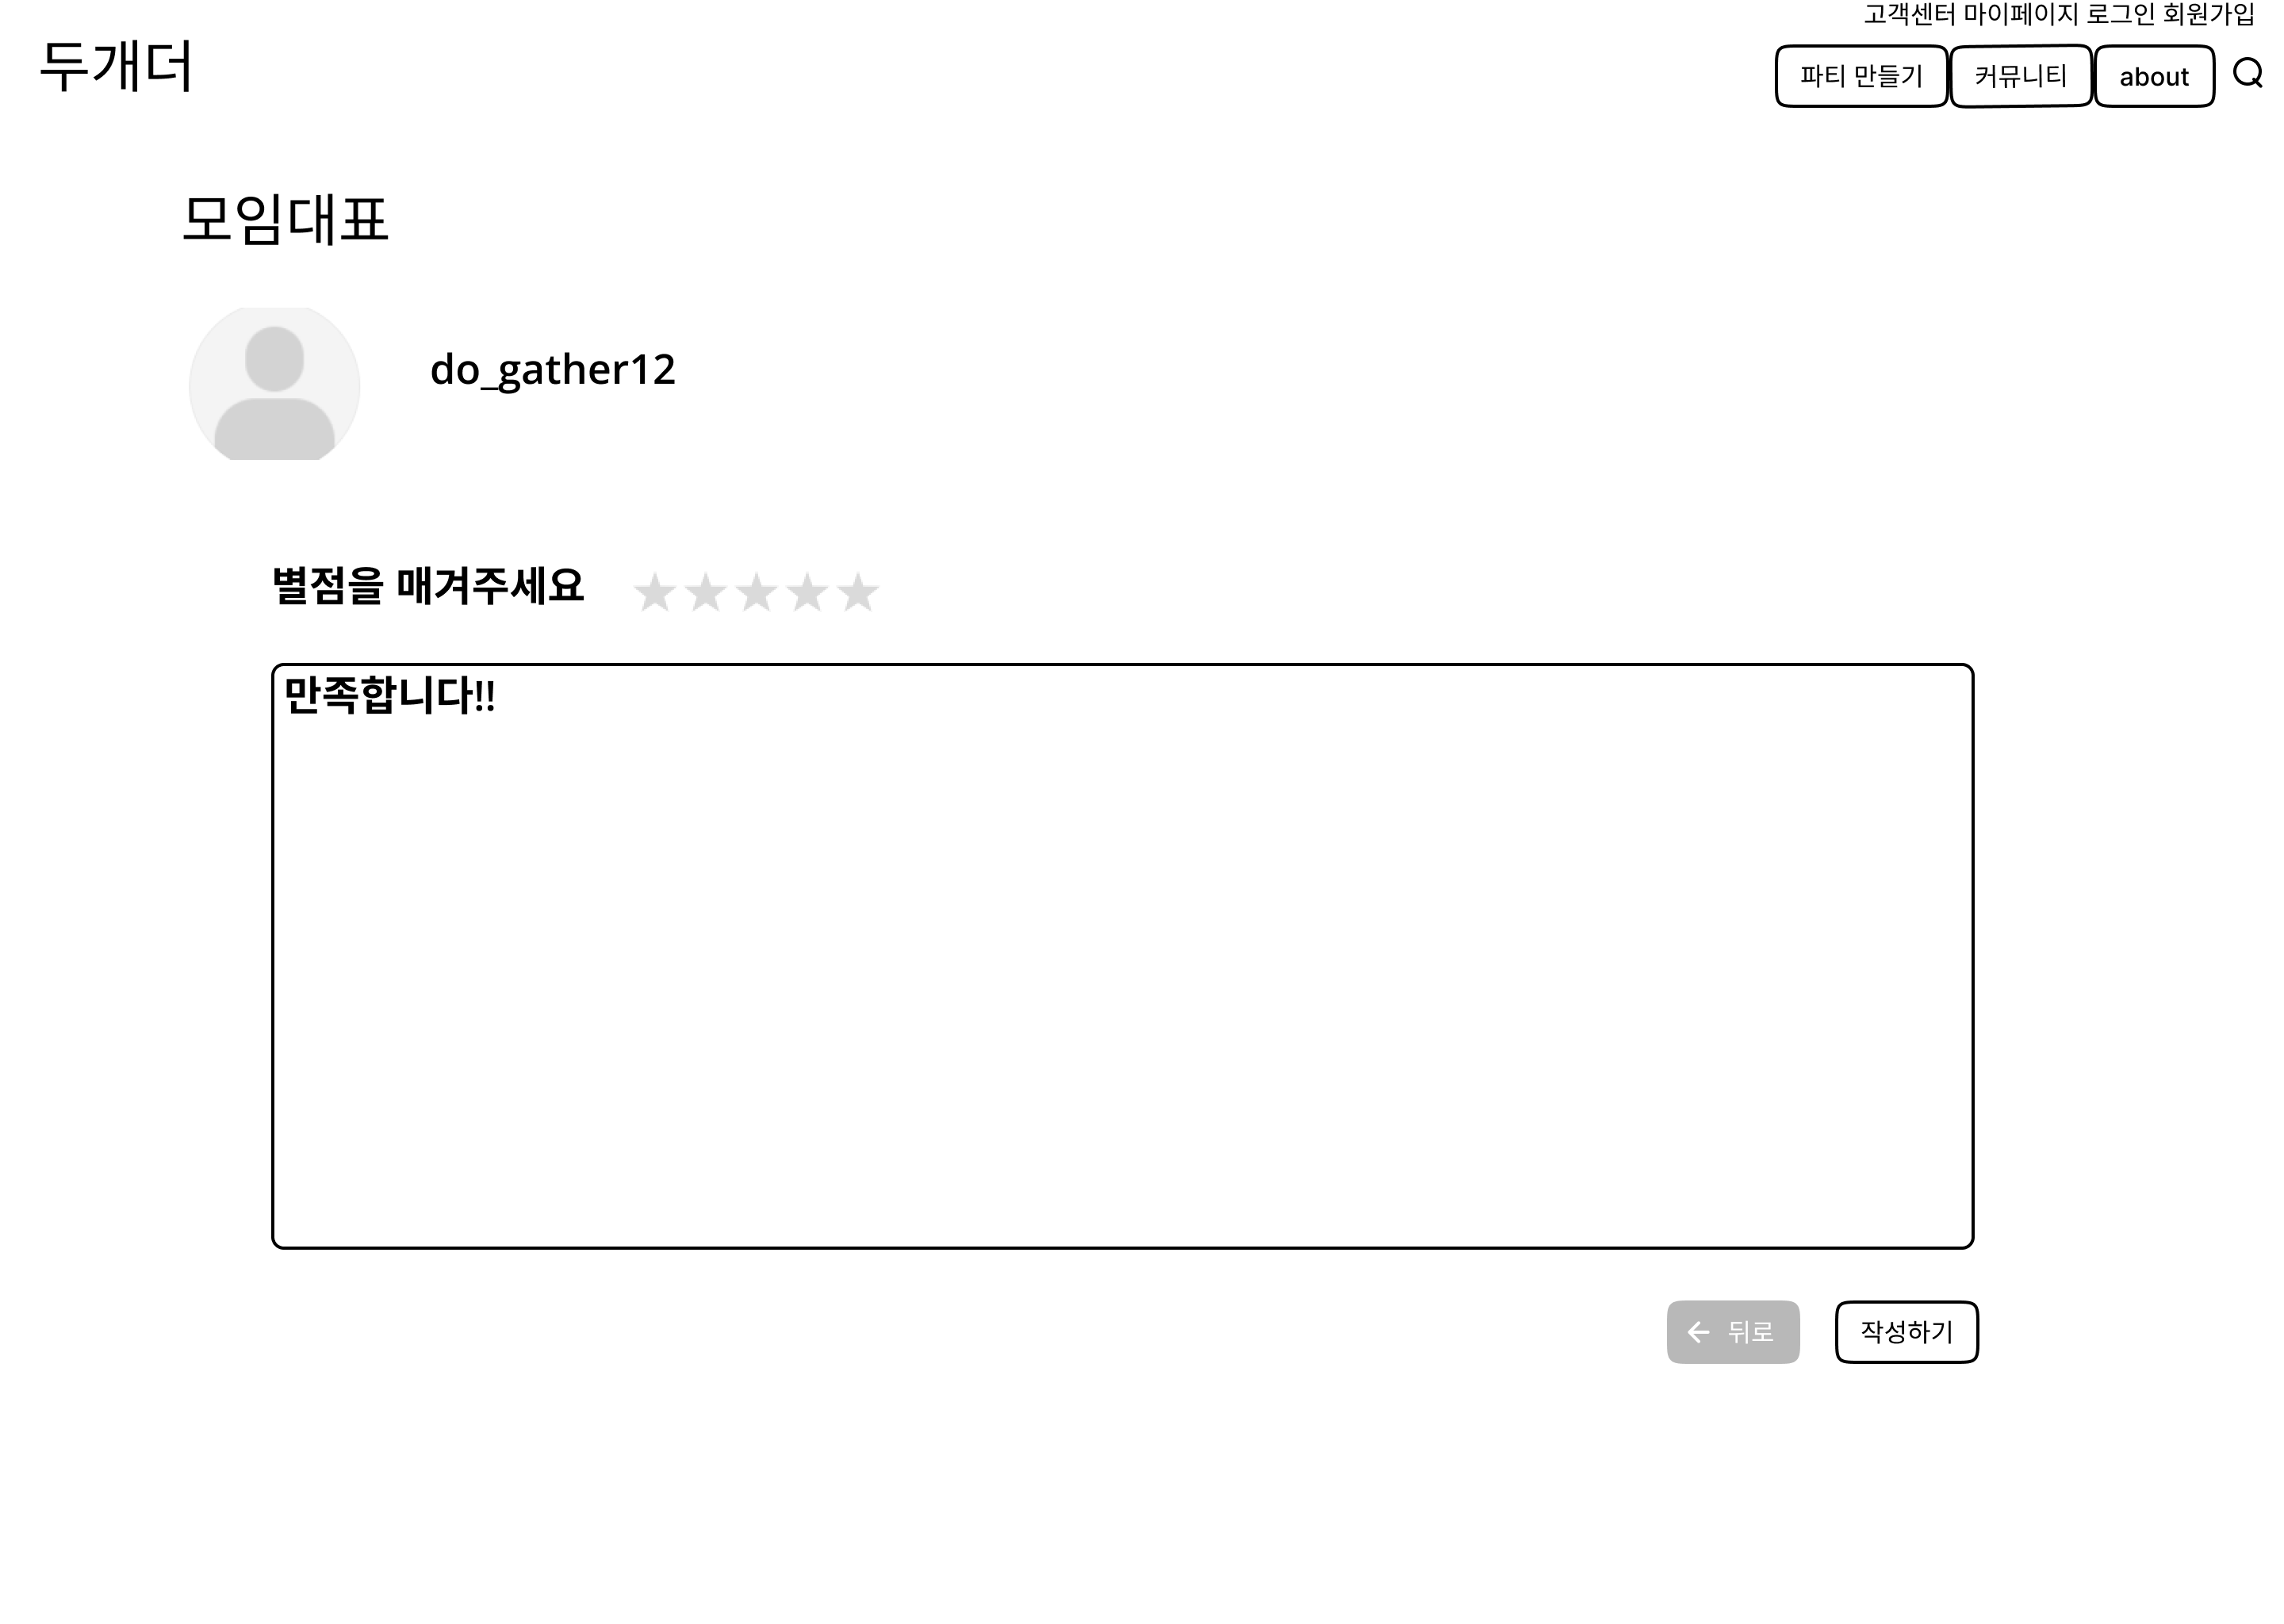 고객센터 마이페이지 로그인 회원가입
두개더
파티 만들기 커뮤니티 about
모임대표
do_gather12
별점을 매겨주세요
만족합니다!!
뒤로 작성하기